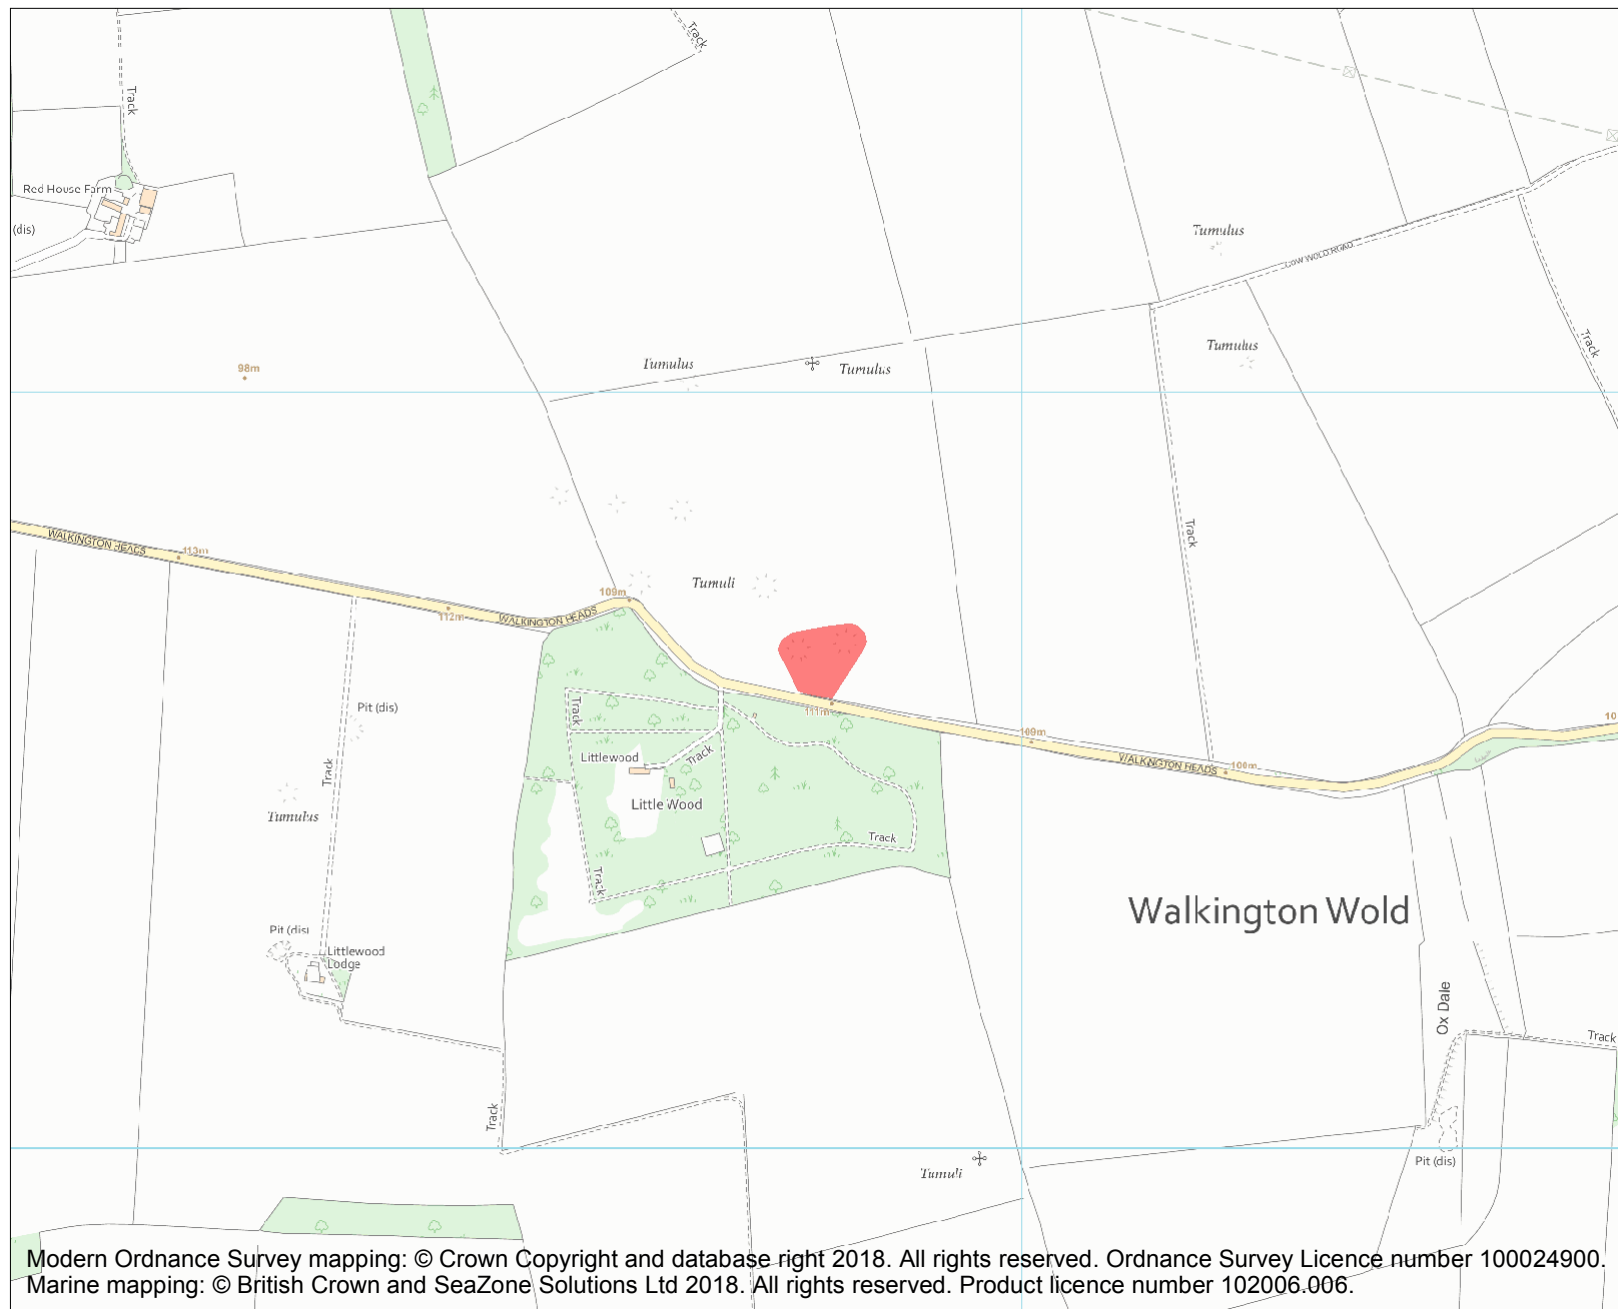 Track
Track
Red House Farm
(dis)
Tumulus
COW WOLD ROAD
Tumulus
Track
Tumulus
Tumulus
98m
WALKINGTON HEADS
113m
Track
Tumuli
109m
112m
WALKINGTON HEADS
Pit (dis)
Track
111m
109m
10
Track
Littlewood
Track
WALKINGTON HEADS
106m
Little Wood
Tumulus
Track
Track
Walkington Wold
Pit (dis)
Littlewood
Lodge
Ox Dale
Track
Track
Tumuli
Pit (dis)
Modern Ordnance Survey mapping: © Crown Copyright and database right 2018. All rights reserved. Ordnance Survey Licence number 100024900.
Marine mapping: © British Crown and SeaZone Solutions Ltd 2018. All rights reserved. Product licence number 102006.006.